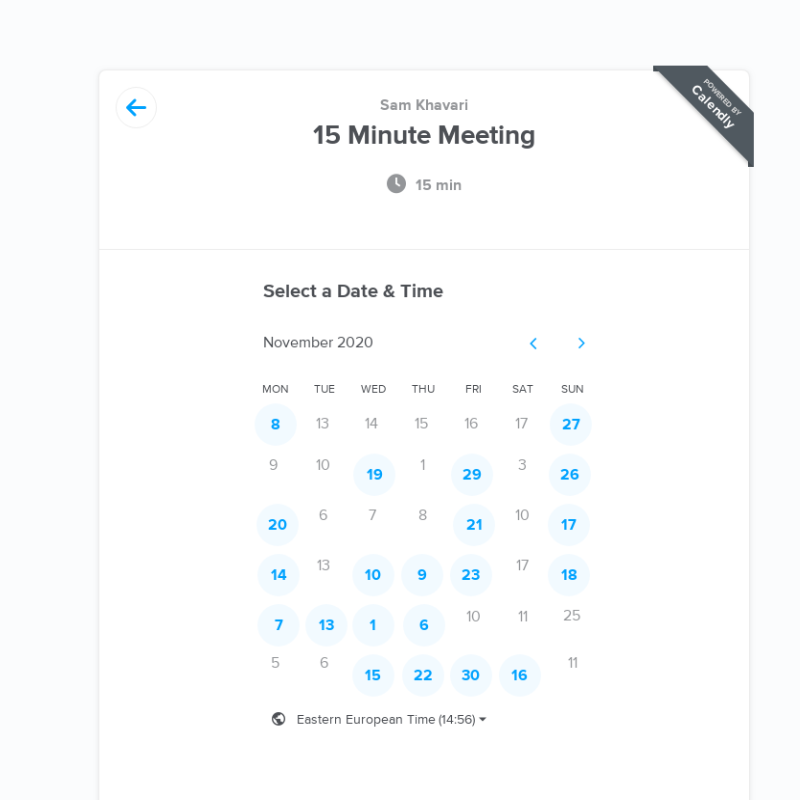 POWERED BY
Calendly
Sam Khavari
15 Minute Meeting
15 min
Select a Date & Time
November 2020
MON TUE WED THU FRI SAT SUN
8 13 14 15 16 17 27
9 10 19 1 29 3 26
20 6 7 8 21 10 17
14 13 10 9 23 17 18
7 13 1 6 10 11 25
5 6 15 22 30 16 11
Eastern European Time (14:56)